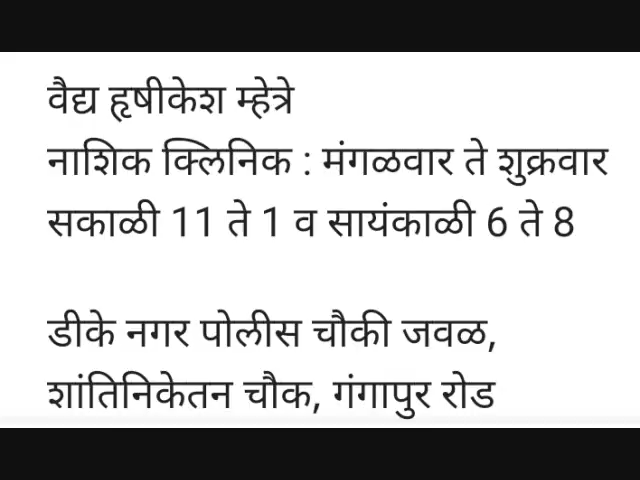 वैद्य हृषीकेश म्हेत्रे
नाशिक क्लिनिक : मंगळवार ते शुक्रवार
सकाळी 11 ते 1 व सायंकाळी 6 ते 8
डीके नगर पोलीस चौकी जवळ,
शांतिनिकेतन चौक, गंगापुर रोड